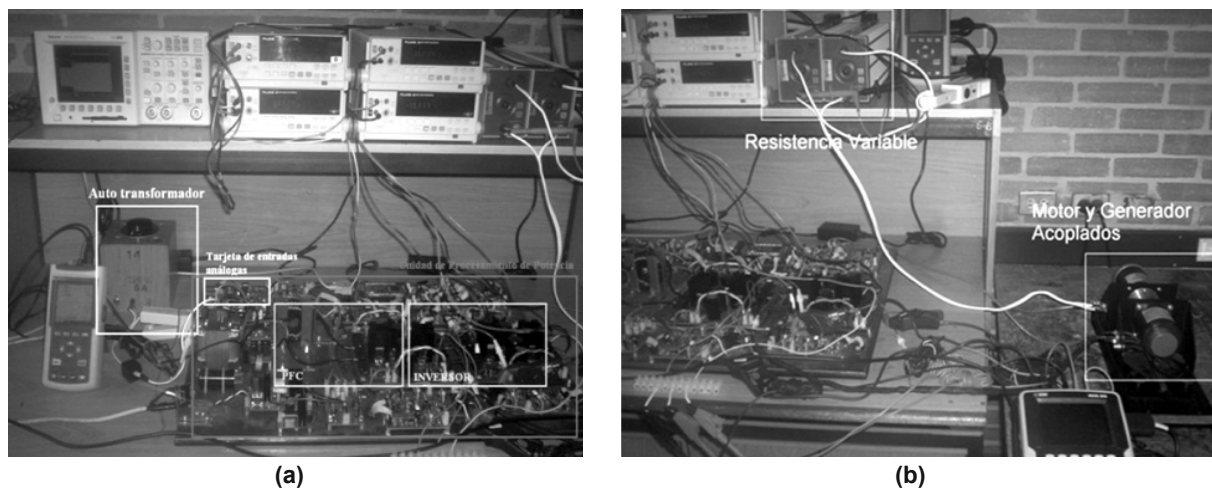 Auto transformador
Tarjeta de entradas
análogas
Unidad de Procesamiento de Potencia
PFC
INVERSOR
(a)
Resistencia Variable
Motor y Generador
Acoplados
(b)